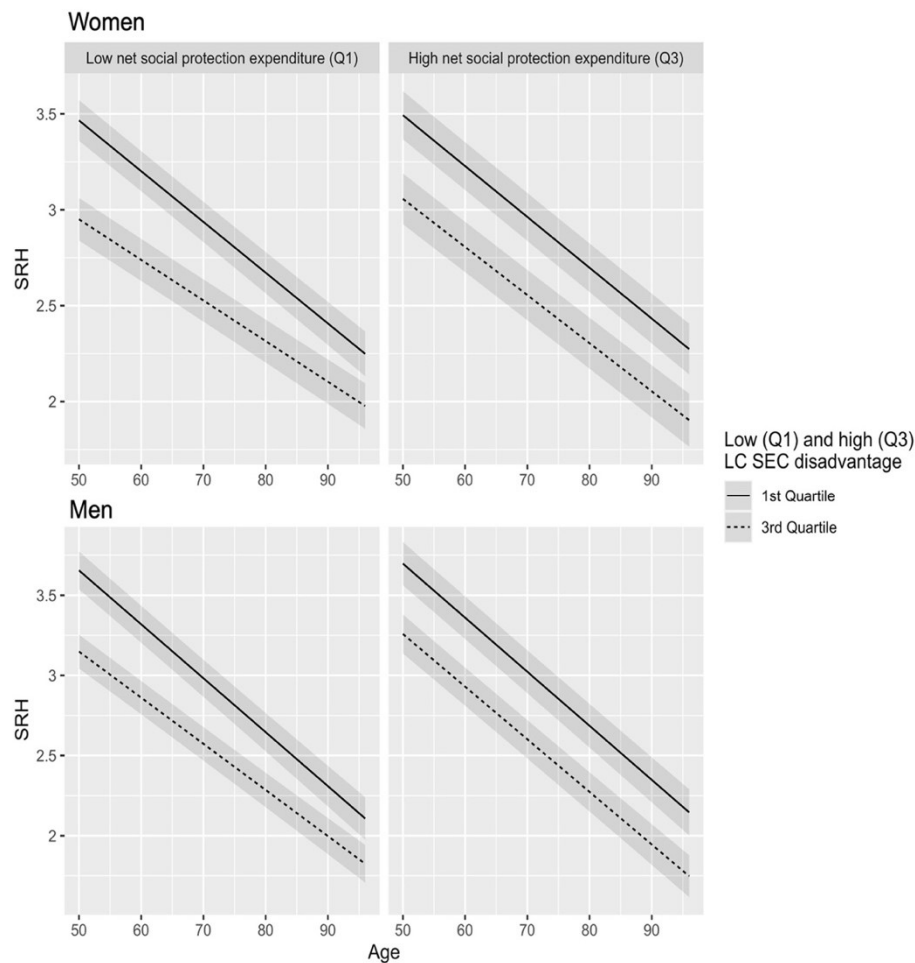 Women
Low net social protection expenditure (Q1)
High net social protection expenditure (Q3)
3.5
3
2.5
2
SRH
50 60 70 80 90
50 60 70 80 90
Low (Q1) and high (Q3)
LC SEC disadvantage
1st Quartile
3rd Quartile
Men
3.5
3
2.5
2
SRH
50 60 70 80 90
50 60 70 80 90
Age